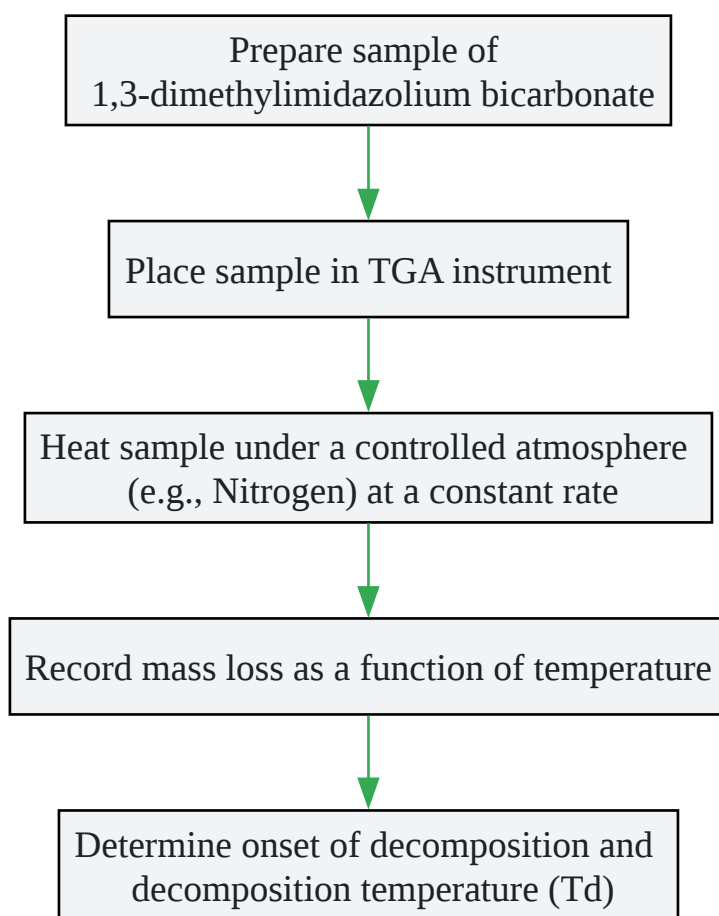 Prepare sample of
1,3-dimethylimidazolium bicarbonate
Place sample in TGA instrument
Heat sample under a controlled atmosphere
(e.g., Nitrogen) at a constant rate
Record mass loss as a function of temperature
Determine onset of decomposition and
decomposition temperature (Td)